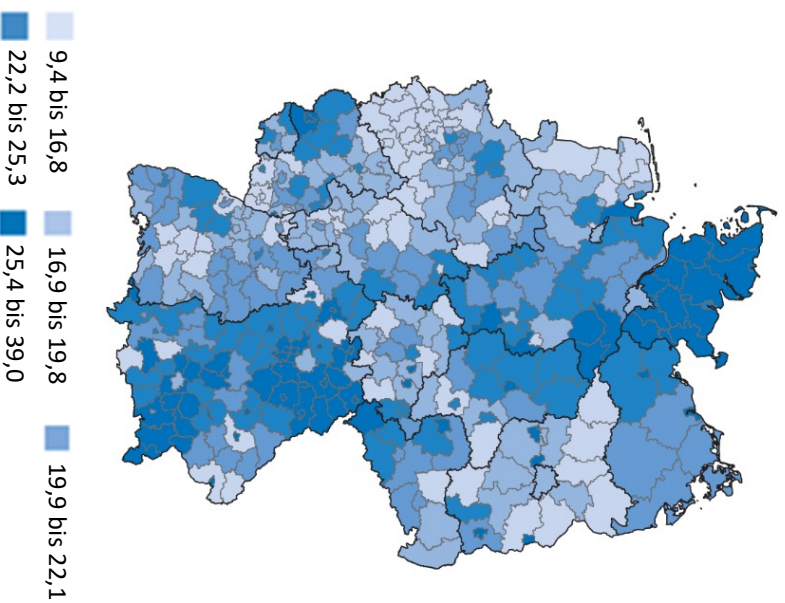 9,4 bis 16,8
16,9 bis 19,8
19,9 bis 22,1
22,2 bis 25,3
25,4 bis 39,0